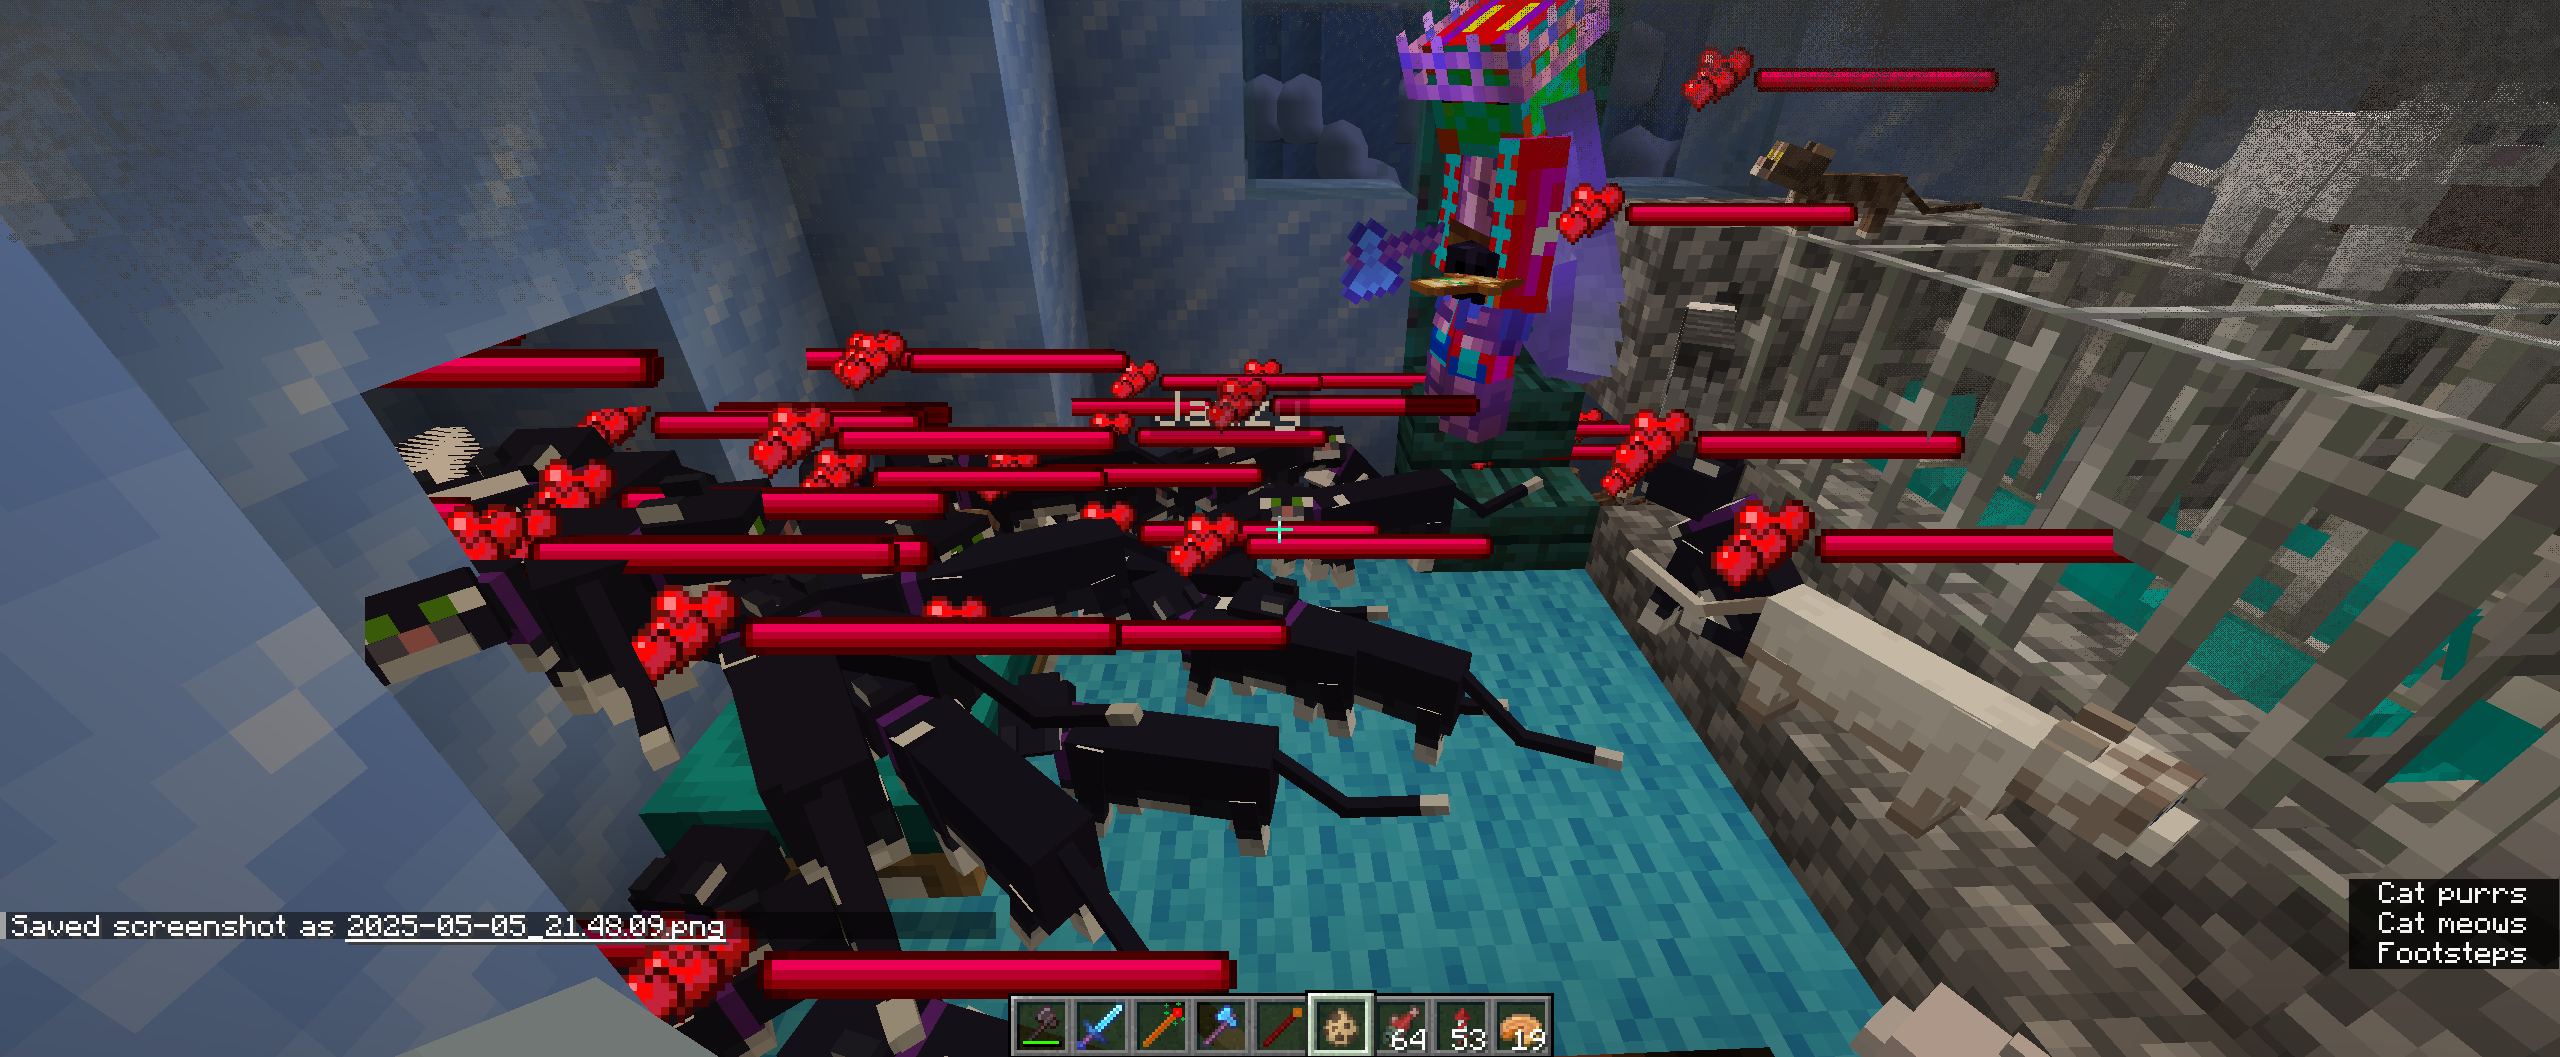 Saved screenshot as 2025-05-05_21.48.09.png
Cat purrs
Cat meows
Footsteps
64 53 19